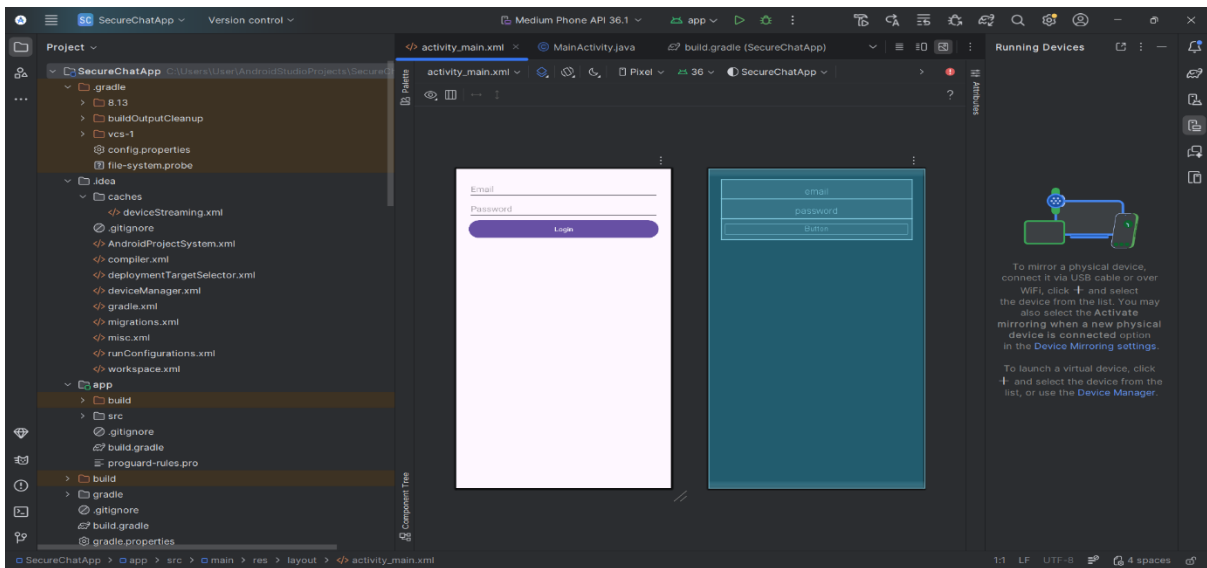 SC SecureChatApp Version control Medium Phone API 36.1 app
Project
SecureChatApp C:\Users\User\AndroidStudioProjects\SecureC
.gradle
8.13
buildOutputCleanup
vcs-1
config.properties
file-system.probe
.idea
caches
deviceStreaming.xml
.gitignore
AndroidProjectSystem.xml
compiler.xml
deploymentTargetSelector.xml
deviceManager.xml
gradle.xml
migrations.xml
misc.xml
runConfigurations.xml
workspace.xml
app
build
src
.gitignore
build.gradle
proguard-rules.pro
build
gradle
.gitignore
build.gradle
gradle.properties
activity_main.xml MainActivity.java build.gradle (SecureChatApp)
Palette
activity_main.xml Pixel 36 SecureChatApp
Attributes
Component Tree
Email
Password
Login
email
password
Button
Running Devices
To mirror a physical device,
connect it via USB cable or over
WiFi, click + and select
the device from the list. You may
also select the Activate
mirroring when a new physical
device is connected option
in the Device Mirroring settings.
To launch a virtual device, click
+ and select the device from the
list, or use the Device Manager.
SecureChatApp > app > src > main > res > layout > activity_main.xml
1:1 LF UTF-8 4 spaces